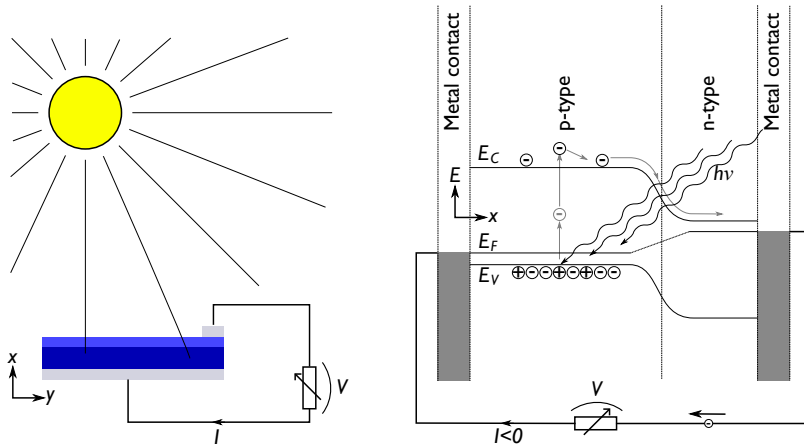 x
y
I
V
Metal contact
p-type
n-type
Metal contact
E
x
E_C
E_F
E_V
hν
V
I<0